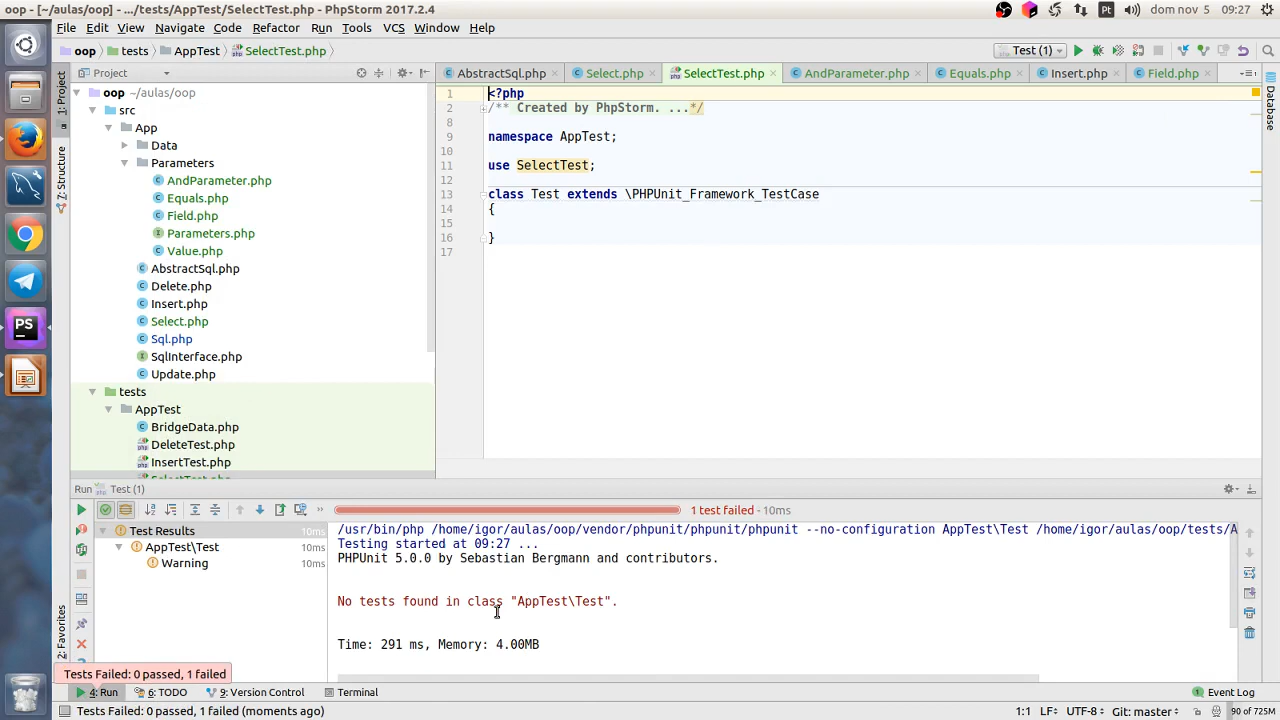 oop - [~/aulas/oop] - .../tests/AppTest/SelectTest.php - PhpStorm 2017.2.4
Pt
dom nov 5
09:27
File Edit View Navigate Code Refactor Run Tools VCS Window Help
oop tests AppTest SelectTest.php
Test (1)
Project
AbstractSql.php
Select.php
SelectTest.php
AndParameter.php
Equals.php
Insert.php
Field.php
1: Project
Structure
2: Favorites
Database
oop ~/aulas/oop
src
App
Data
Parameters
AndParameter.php
Equals.php
Field.php
Parameters.php
Value.php
AbstractSql.php
Delete.php
Insert.php
Select.php
Sql.php
SqlInterface.php
Update.php
tests
AppTest
BridgeData.php
DeleteTest.php
InsertTest.php
SelectTest.php
1 <?php
2 /** Created by PhpStorm. ...*/
8
9 namespace AppTest;
10
11 use SelectTest;
12
13 class Test extends \PHPUnit_Framework_TestCase
14 {
15
16 }
17
Run Test (1)
1 test failed - 10ms
Test Results 10ms
AppTest\Test 10ms
Warning 10ms
/usr/bin/php /home/igor/aulas/oop/vendor/phpunit/phpunit/phpunit --no-configuration AppTest\Test /home/igor/aulas/oop/tests/A
Testing started at 09:27 ...
PHPUnit 5.0.0 by Sebastian Bergmann and contributors.
No tests found in class "AppTest\Test".
Time: 291 ms, Memory: 4.00MB
Tests Failed: 0 passed, 1 failed
4: Run 6: TODO 9: Version Control Terminal Event Log
Tests Failed: 0 passed, 1 failed (moments ago)
1:1 LF÷ UTF-8÷ Git: master÷ 90 of 725M